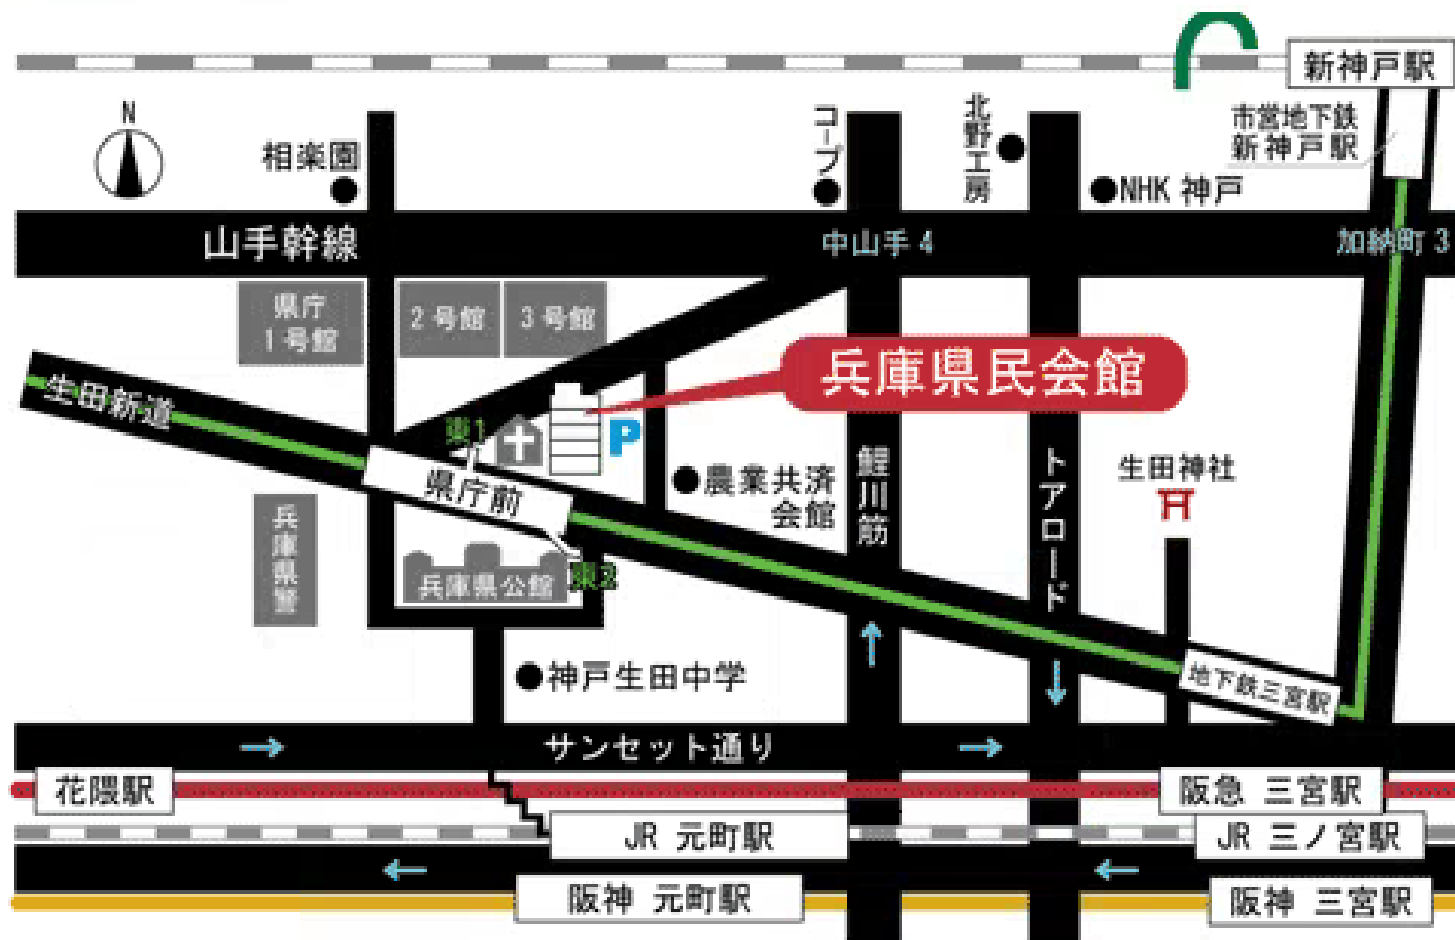 新神戸駅
N
相楽園
コープ
北野工房
市営地下鉄
新神戸駅
NHK 神戸
山手幹線
中山手 4
加納町 3
県庁
1 号館
2 号館
3 号館
兵庫県民会館
生田新道
東1
P
県庁前
農業共済
会館
鯉川筋
トアロード
生田神社
兵庫県警
兵庫県公館
東2
神戸生田中学
地下鉄三宮駅
サンセット通り
花隈駅
阪急 三宮駅
JR 元町駅
JR 三ノ宮駅
阪神 元町駅
阪神 三宮駅